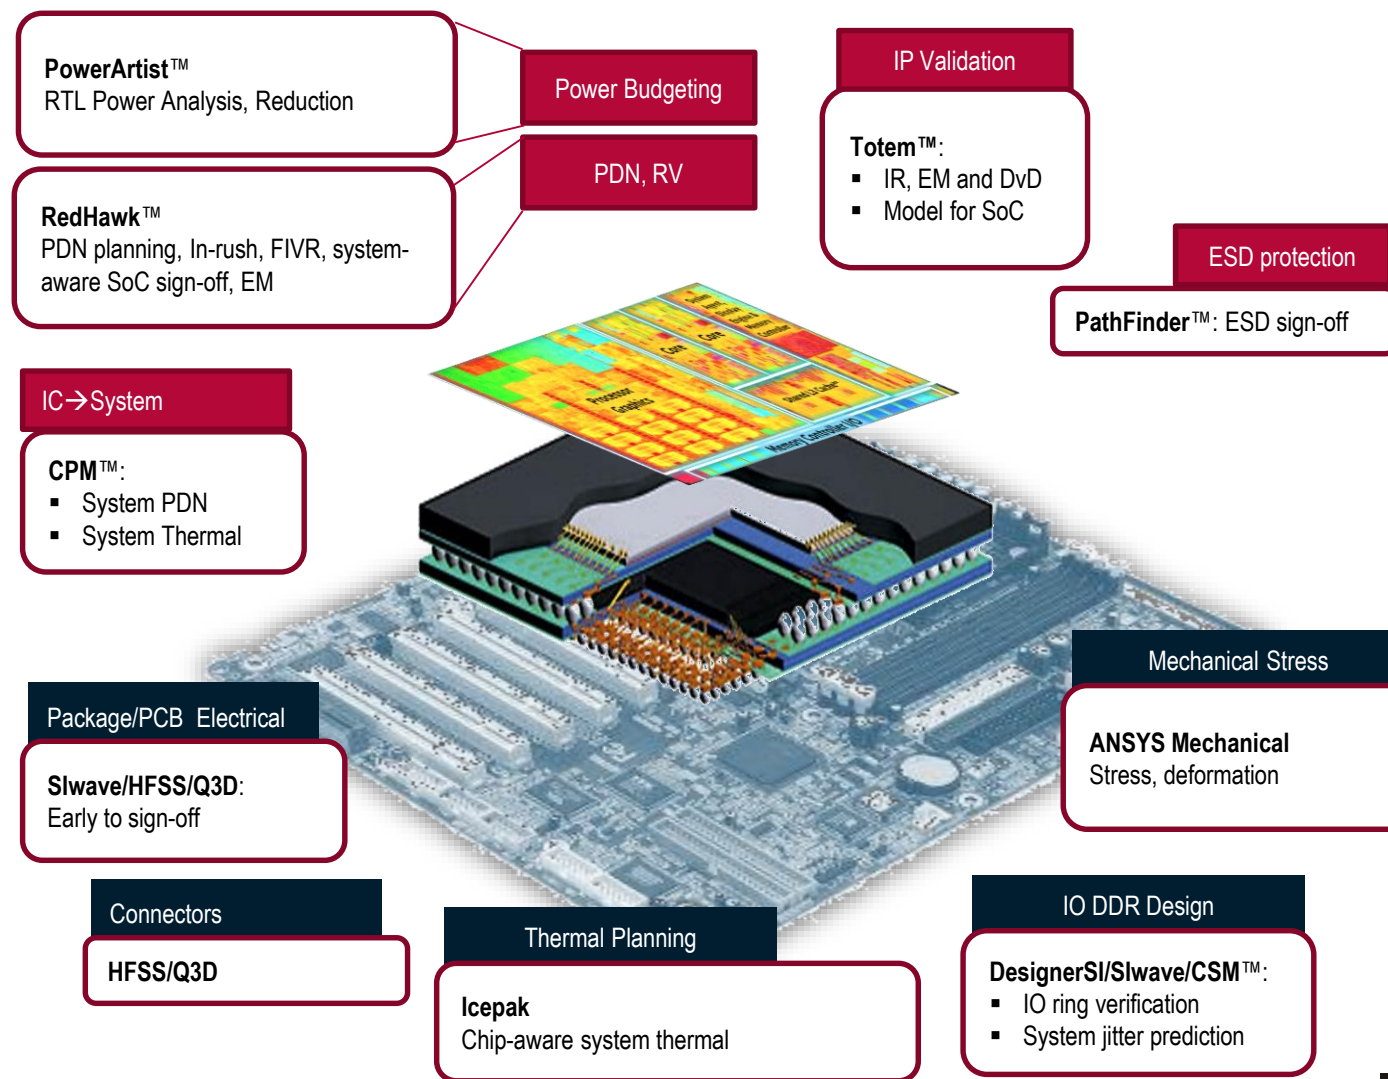 PowerArtist™
RTL Power Analysis, Reduction
Power Budgeting
IP Validation
PDN, RV
Totem™:
▪ IR, EM and DvD
▪ Model for SoC
RedHawk™
PDN planning, In-rush, FIVR, system-
aware SoC sign-off, EM
ESD protection
PathFinder™: ESD sign-off
Core
Core
Processor
Graphics
Shared L3 Cache**
Memory Controller I/O
IC→System
CPM™:
▪ System PDN
▪ System Thermal
Mechanical Stress
ANSYS Mechanical
Stress, deformation
Package/PCB Electrical
SIwave/HFSS/Q3D:
Early to sign-off
Connectors
HFSS/Q3D
Thermal Planning
Icepak
Chip-aware system thermal
IO DDR Design
DesignerSI/SIwave/CSM™:
▪ IO ring verification
▪ System jitter prediction